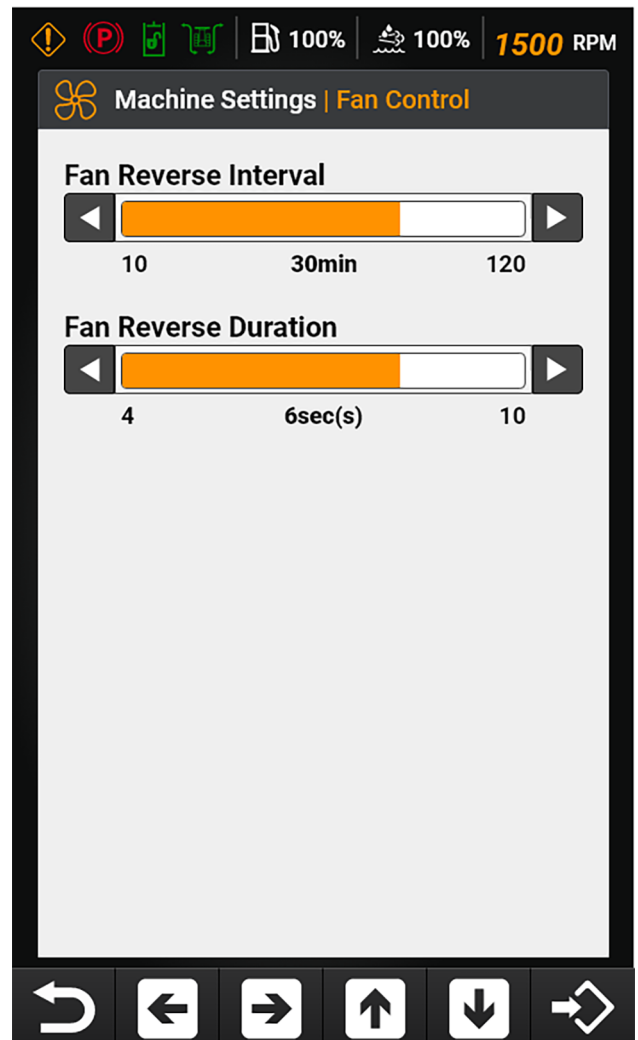 (P) 100% 100% 1500 RPM
Machine Settings | Fan Control
Fan Reverse Interval
10 30min 120
Fan Reverse Duration
4 6sec(s) 10